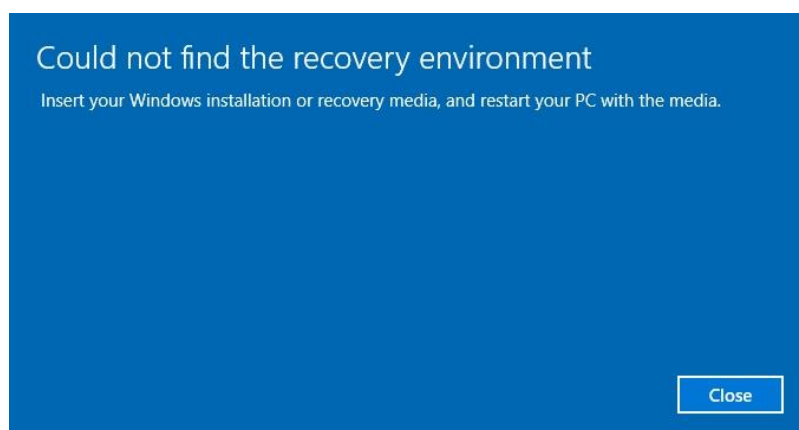 Could not find the recovery environment
Insert your Windows installation or recovery media, and restart your PC with the media.
Close